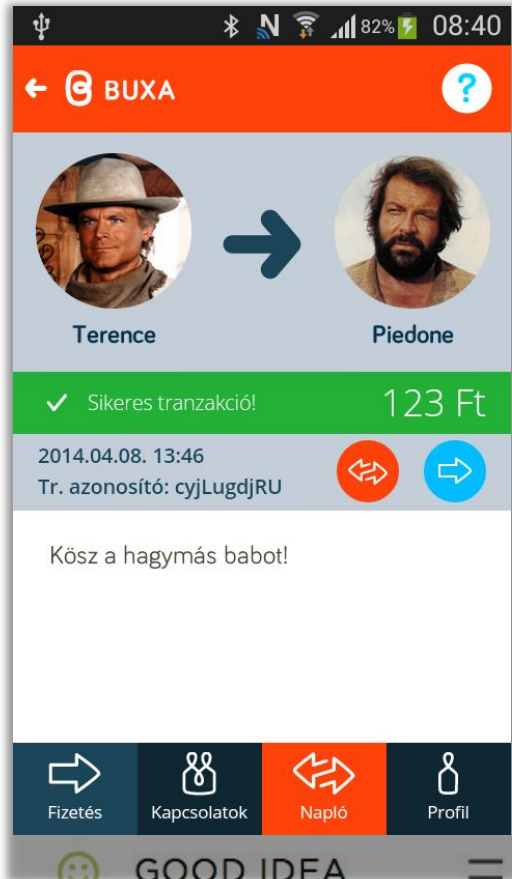 82% 08:40
BUXA ?
Terence Piedone
Sikeres tranzakció! 123 Ft
2014.04.08. 13:46
Tr. azonosító: cyjLugdjRU
Kösz a hagymás babot!
Fizetés Kapcsolatok Napló Profil
GOOD IDEA